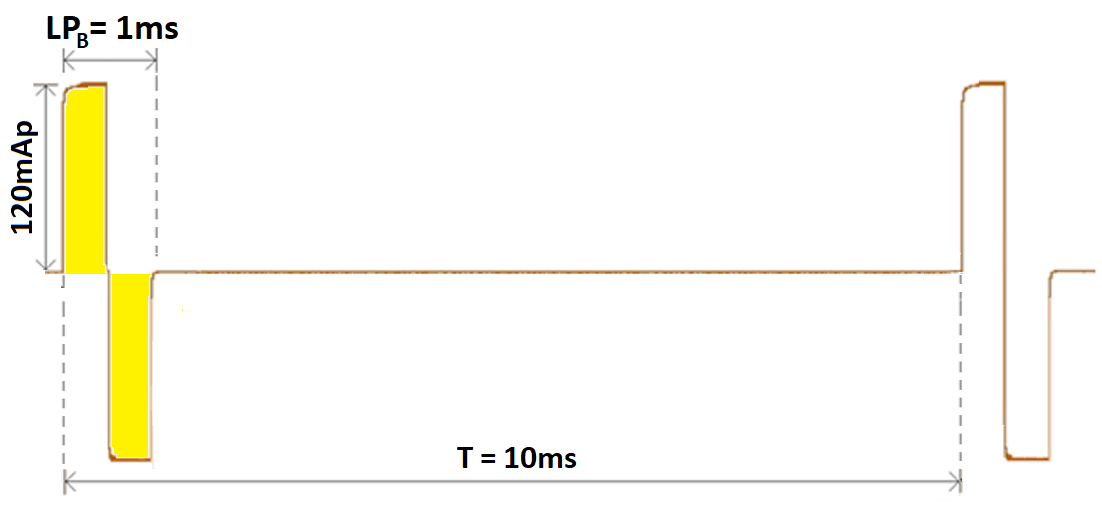 LPB= 1ms
120mAp
T = 10ms